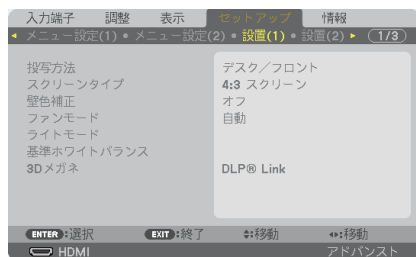 入力端子 調整 表示 セットアップ 情報
◂ メニュー設定(1) • メニュー設定(2) • 設置(1) • 設置(2) ▸ 1/3
投写方法 デスク／フロント
スクリーンタイプ 4:3 スクリーン
壁色補正 オフ
ファンモード 自動
ライトモード
基準ホワイトバランス
3Dメガネ DLP® Link
ENTER:選択 EXIT:終了 :移動 :移動
HDMI アドバンスト